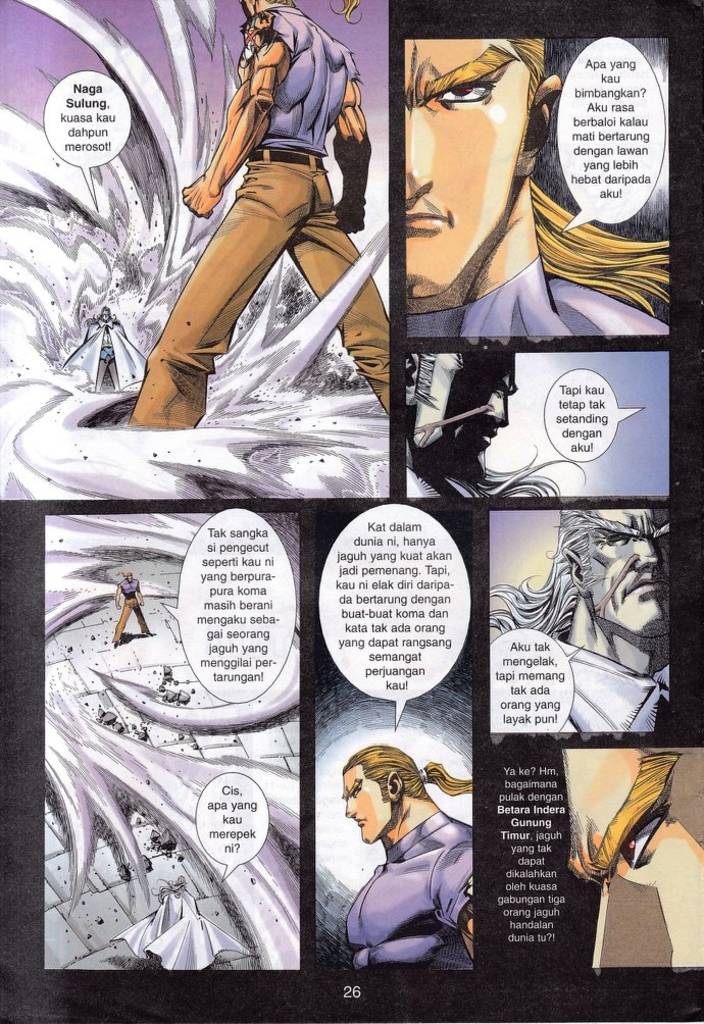 Naga
Sulung,
kuasa kau
dahpun
merosot!
Apa yang
kau
bimbangkan?
Aku rasa
berbaloi kalau
mati bertarung
dengan lawan
yang lebih
hebat daripada
aku!
Tapi kau
tetap tak
setanding
dengan
aku!
Tak sangka
si pengecut
seperti kau ni
yang berpura-
pura koma
masih berani
mengaku seba-
gai seorang
jaguh yang
menggilai per-
tarungan!
Cis,
apa yang
kau
merepek
ni?
Kat dalam
dunia ni, hanya
jaguh yang kuat akan
jadi pemenang. Tapi,
kau ni elak diri daripa-
da bertarung dengan
buat-buat koma dan
kata tak ada orang
yang dapat rangsang
semangat
perjuangan
kau!
Aku tak
mengelak,
tapi memang
tak ada
orang yang
layak pun!
Ya ke? Hm,
bagaimana
pulak dengan
Betara Indera
Gunung
Timur, jaguh
yang tak
dapat
dikalahkan
oleh kuasa
gabungan tiga
orang jaguh
handalan
dunia tu?!
26